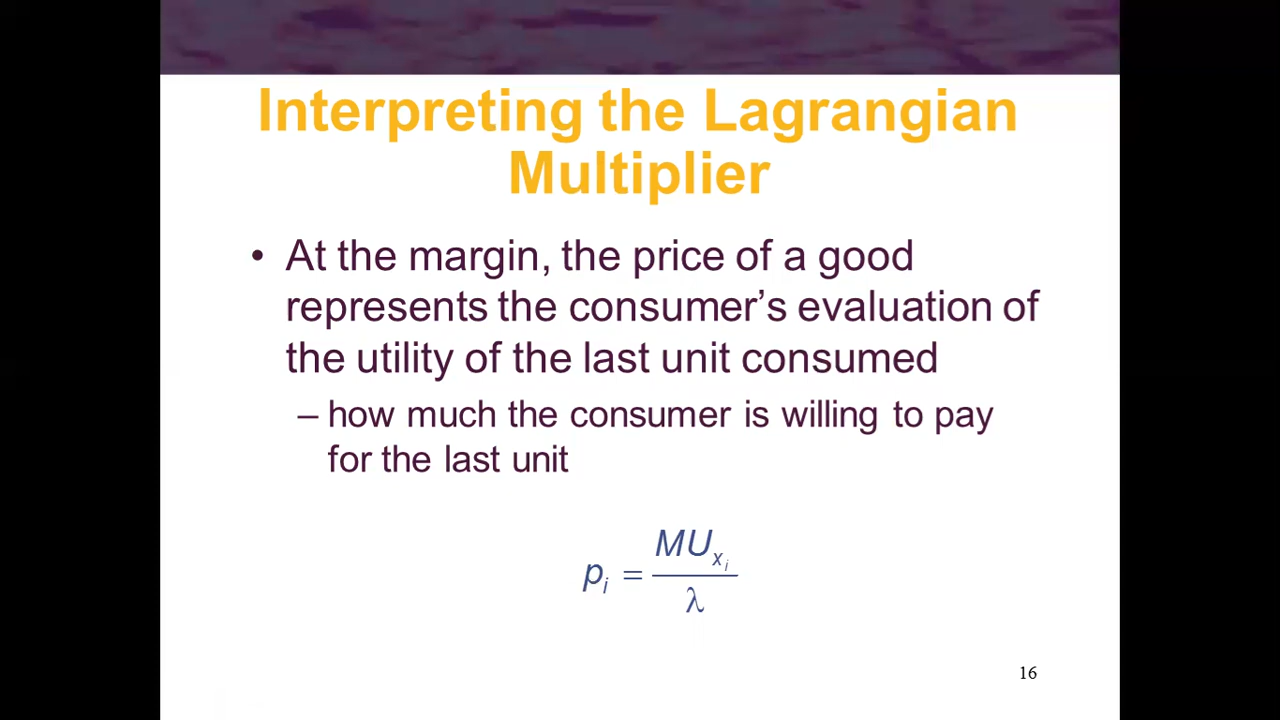 Interpreting the Lagrangian
Multiplier
• At the margin, the price of a good
represents the consumer’s evaluation of
the utility of the last unit consumed
– how much the consumer is willing to pay
for the last unit
p_i = MU_{x_i} / λ
16